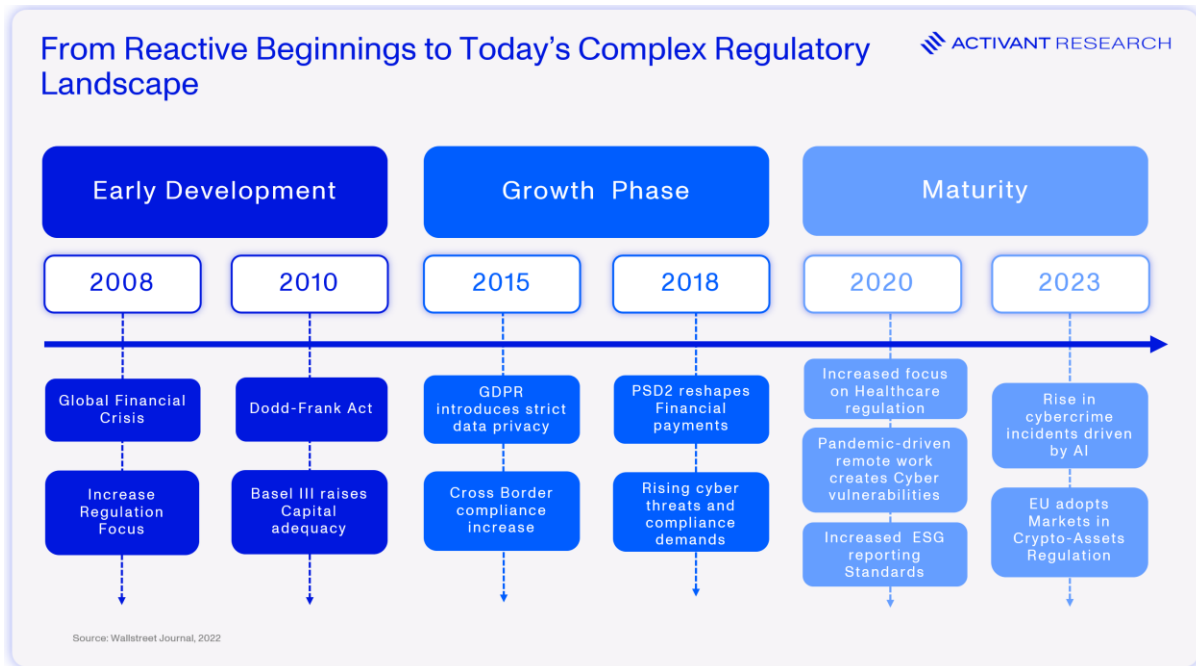 From Reactive Beginnings to Today's Complex Regulatory
Landscape
ACTIVANT RESEARCH
Early Development
Growth Phase
Maturity
2008
2010
2015
2018
2020
2023
Global Financial
Crisis
Increase
Regulation
Focus
Dodd-Frank Act
Basel III raises
Capital
adequacy
GDPR
introduces strict
data privacy
Cross Border
compliance
increase
PSD2 reshapes
Financial
payments
Rising cyber
threats and
compliance
demands
Increased focus
on Healthcare
regulation
Pandemic-driven
remote work
creates Cyber
vulnerabilities
Increased ESG
reporting
Standards
Rise in
cybercrime
incidents driven
by AI
EU adopts
Markets in
Crypto-Assets
Regulation
Source: Wallstreet Journal, 2022